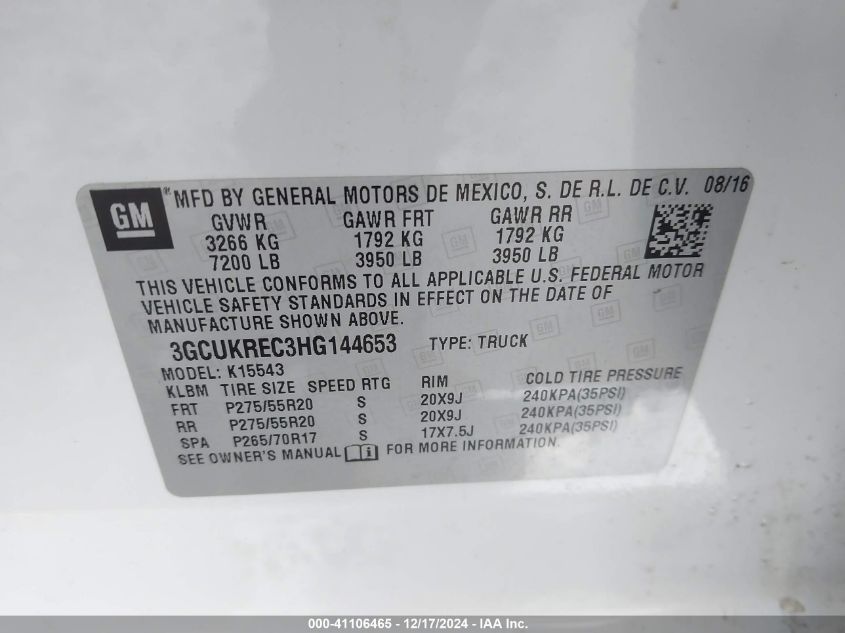 GM ® MFD BY GENERAL MOTORS DE MEXICO, S. DE R.L. DE C.V. 08/16
GVWR GAWR FRT GAWR RR
3266 KG 1792 KG 1792 KG
7200 LB 3950 LB 3950 LB
THIS VEHICLE CONFORMS TO ALL APPLICABLE U.S. FEDERAL MOTOR
VEHICLE SAFETY STANDARDS IN EFFECT ON THE DATE OF
MANUFACTURE SHOWN ABOVE.
3GCUKREC3HG144653 TYPE: TRUCK
MODEL: K15543
KLBM TIRE SIZE SPEED RTG RIM COLD TIRE PRESSURE
FRT P275/55R20 S 20X9J 240KPA(35PSI)
RR P275/55R20 S 20X9J 240KPA(35PSI)
SPA P265/70R17 S 17X7.5J 240KPA(35PSI)
SEE OWNER'S MANUAL i FOR MORE INFORMATION.
000-41106465 - 12/17/2024 - IAA Inc.